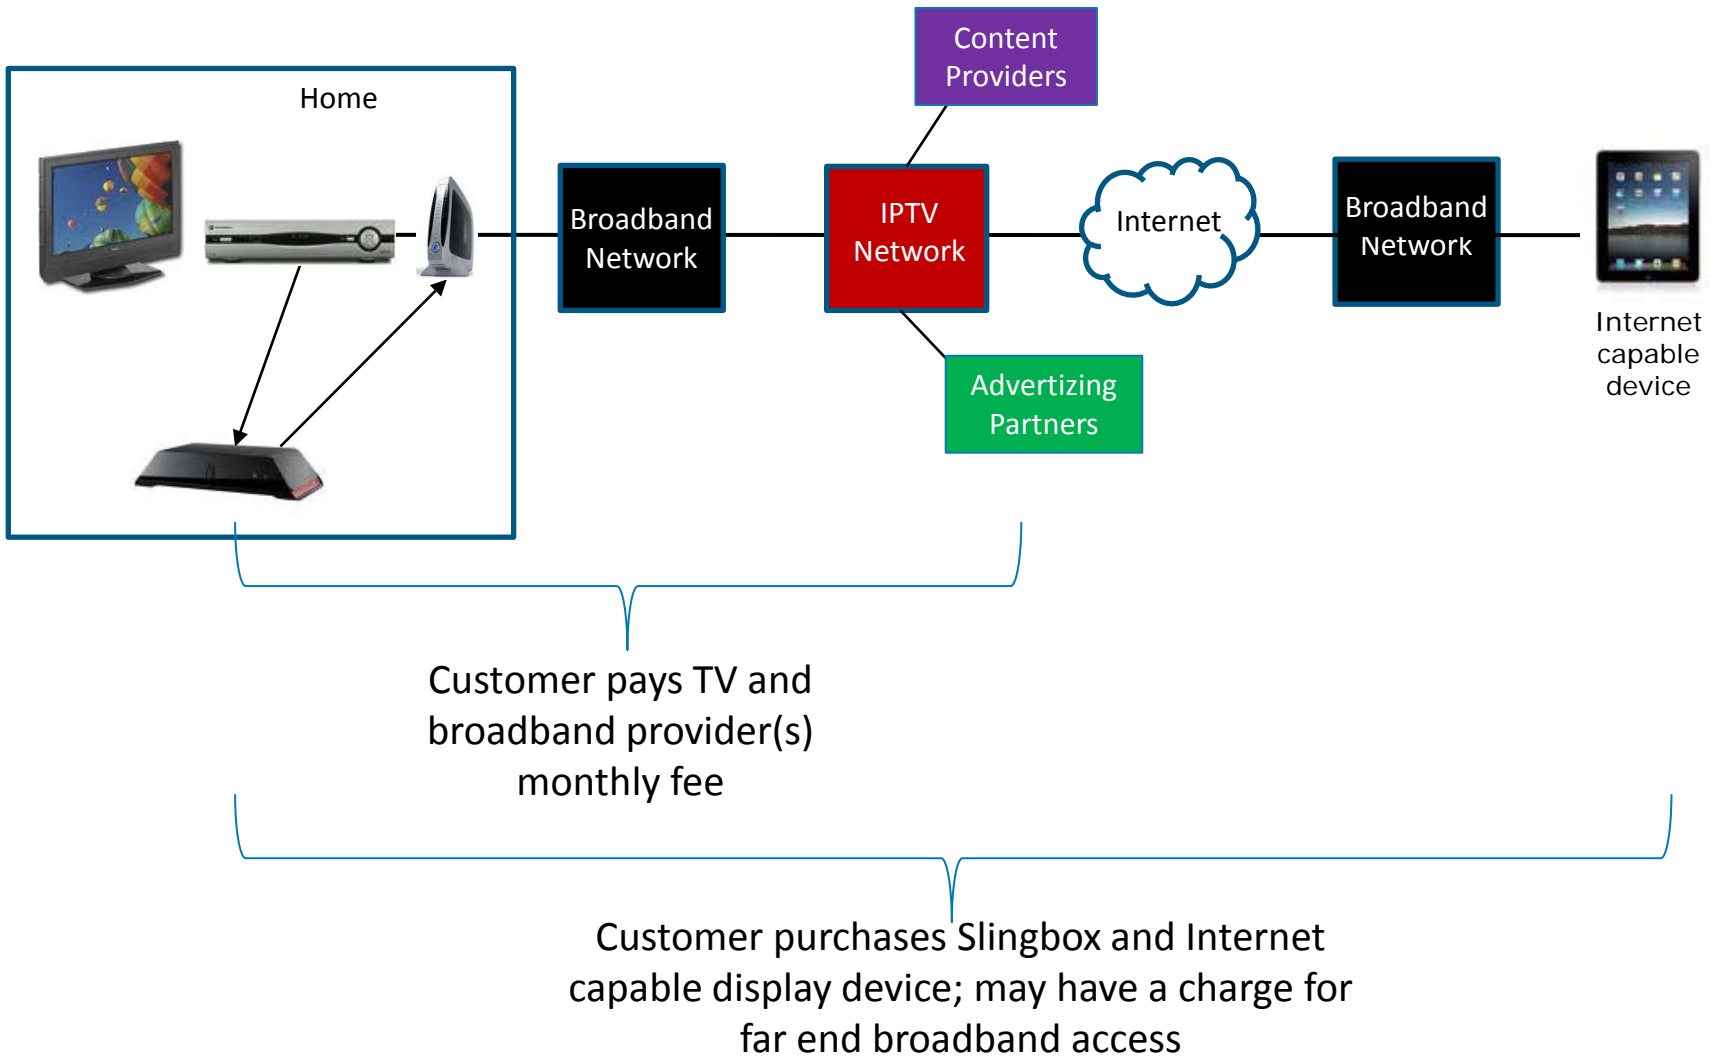 Content
Providers
Home
Broadband
Network
IPTV
Network
Internet
Broadband
Network
Internet
capable
device
Advertizing
Partners
Customer pays TV and
broadband provider(s)
monthly fee
Customer purchases Slingbox and Internet
capable display device; may have a charge for
far end broadband access